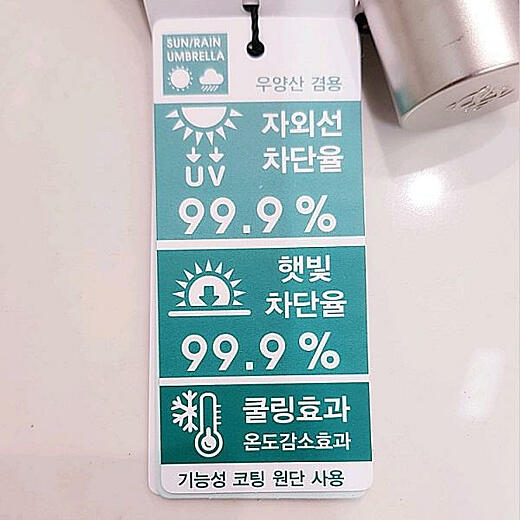 SUN/RAIN
UMBRELLA
우양산 겸용
자외선
차단율
UV
99.9 %
햇빛
차단율
99.9 %
쿨링효과
온도감소효과
기능성 코팅 원단 사용